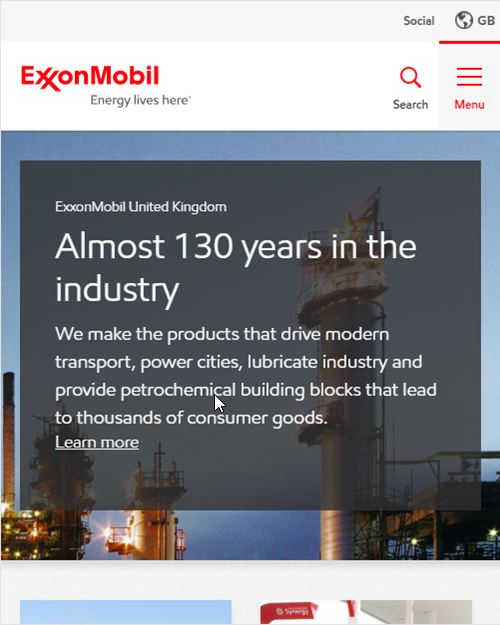 Social
GB
ExxonMobil
Energy lives here
Search
Menu
ExxonMobil United Kingdom
Almost 130 years in the
industry
We make the products that drive modern
transport, power cities, lubricate industry and
provide petrochemical building blocks that lead
to thousands of consumer goods.
Learn more
Synergy